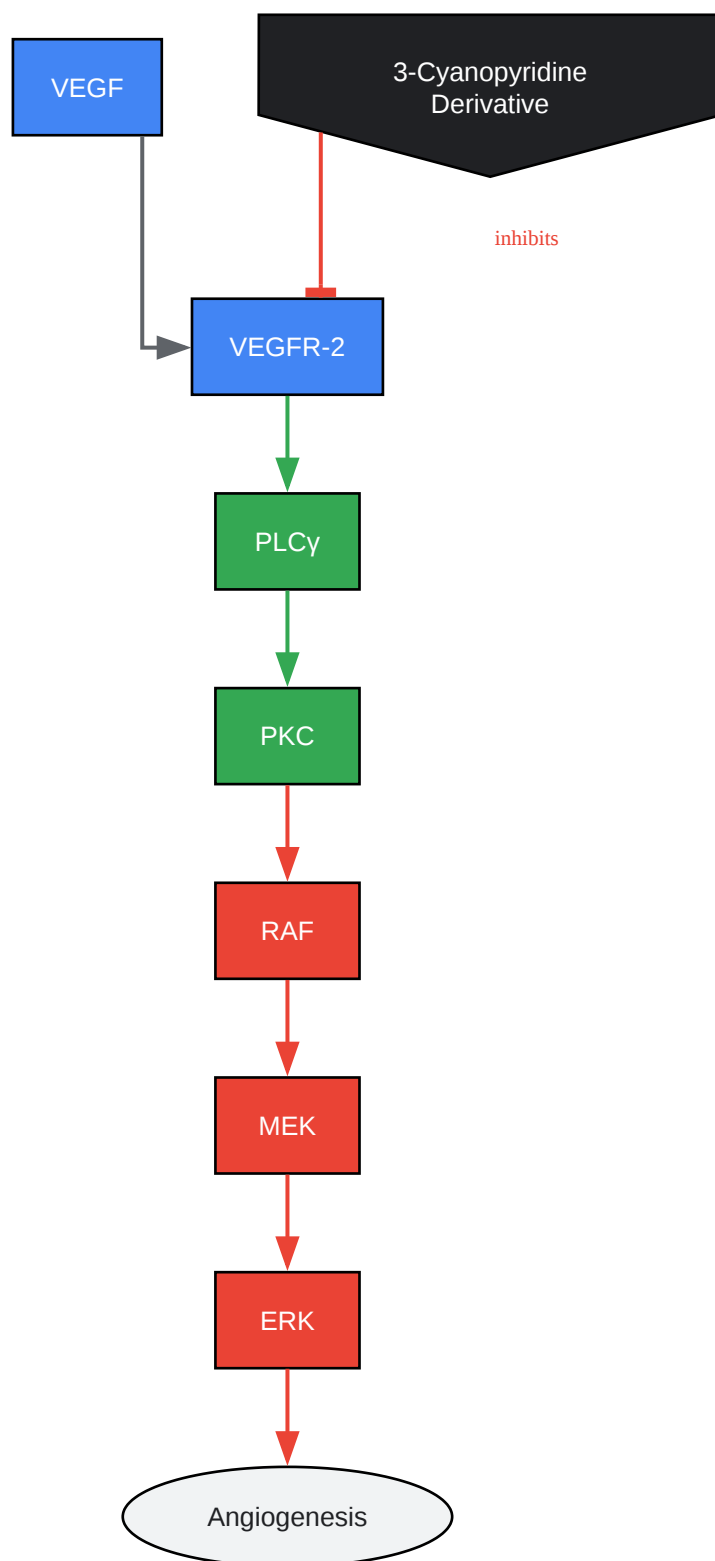 VEGF
3-Cyanopyridine
Derivative
inhibits
VEGFR-2
PLCγ
PKC
RAF
MEK
ERK
Angiogenesis